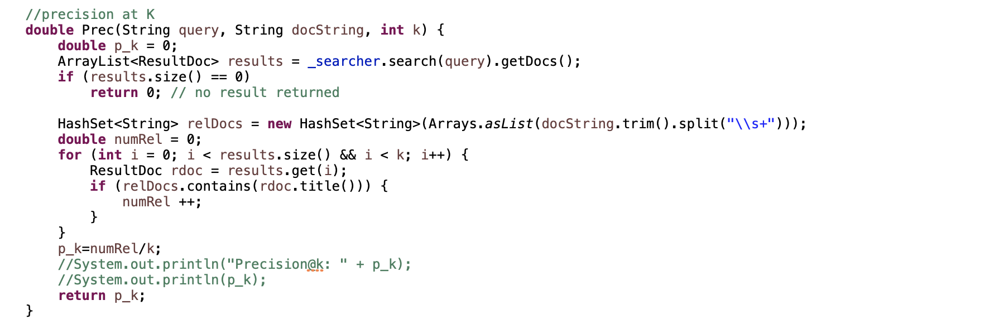 //precision at K
double Prec(String query, String docString, int k) {
    double p_k = 0;
    ArrayList<ResultDoc> results = _searcher.search(query).getDocs();
    if (results.size() == 0)
        return 0; // no result returned

    HashSet<String> relDocs = new HashSet<String>(Arrays.asList(docString.trim().split("\\s+")));
    double numRel = 0;
    for (int i = 0; i < results.size() && i < k; i++) {
        ResultDoc rdoc = results.get(i);
        if (relDocs.contains(rdoc.title())) {
            numRel ++;
        }
    }
    p_k=numRel/k;
    //System.out.println("Precision@k: " + p_k);
    //System.out.println(p_k);
    return p_k;
}